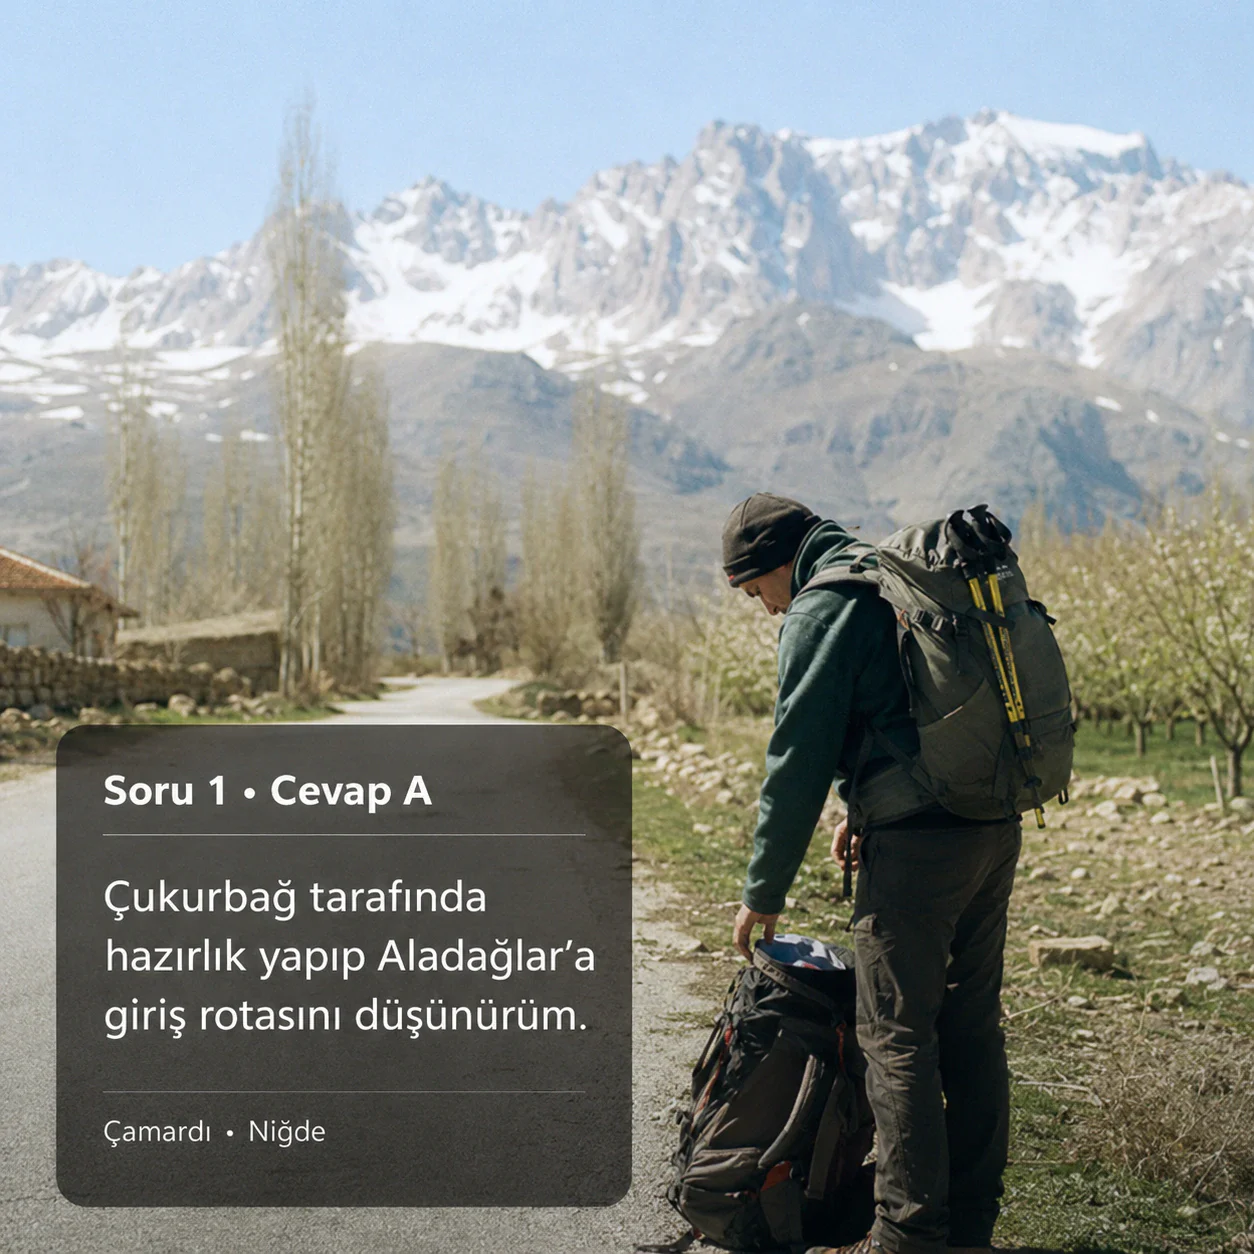 Soru 1 • Cevap A
Çukurbağ tarafında
hazırlık yapıp Aladağlar’a
giriş rotasını düşünürüm.
Çamardı • Niğde